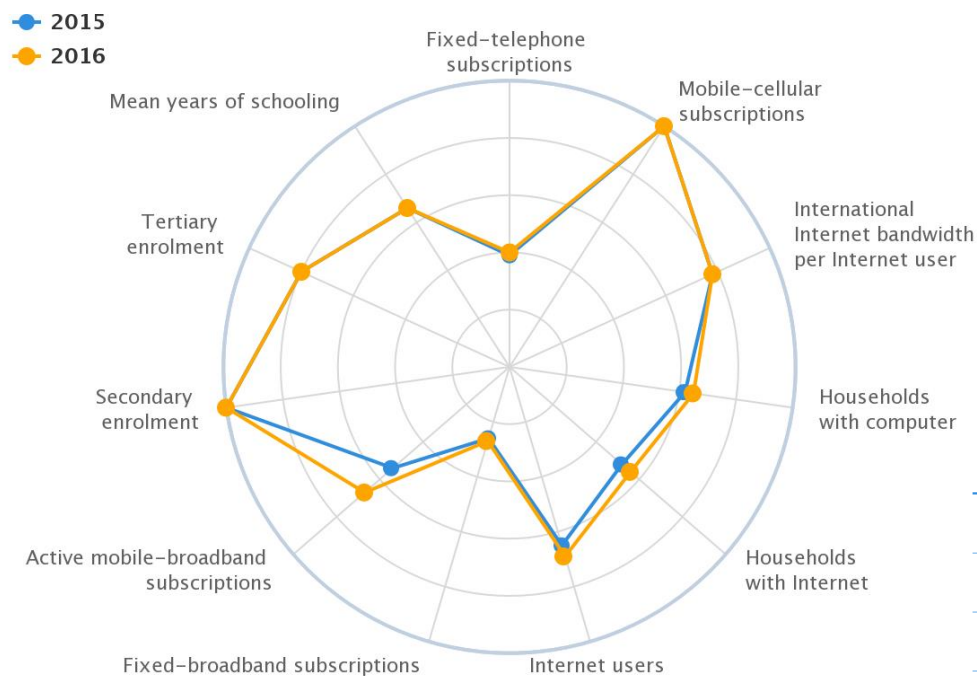 2015
2016
Fixed-telephone
subscriptions
Mobile-cellular
subscriptions
International
Internet bandwidth
per Internet user
Households
with computer
Households
with Internet
Internet users
Fixed-broadband subscriptions
Active mobile-broadband
subscriptions
Secondary
enrolment
Tertiary
enrolment
Mean years of schooling